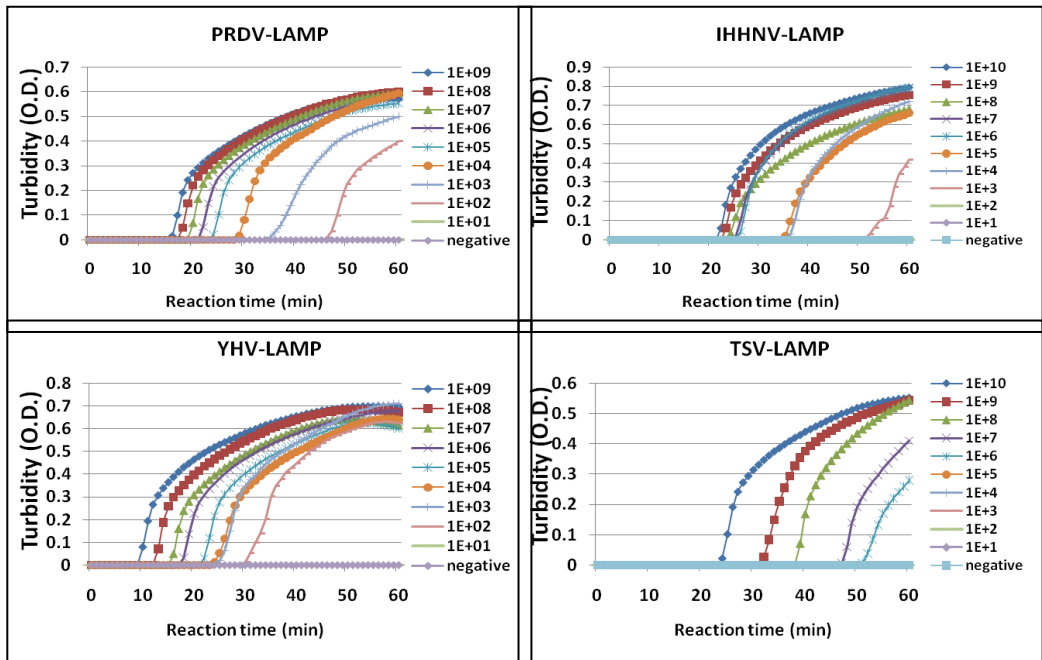 PRDV-LAMP
Turbidity (O.D.)
0.7
0.6
0.5
0.4
0.3
0.2
0.1
0
0 10 20 30 40 50 60
Reaction time (min)
1E+09
1E+08
1E+07
1E+06
1E+05
1E+04
1E+03
1E+02
1E+01
negative
IHHNV-LAMP
Turbidity (O.D.)
0.9
0.8
0.7
0.6
0.5
0.4
0.3
0.2
0.1
0
0 10 20 30 40 50 60
Reaction time (min)
1E+10
1E+9
1E+8
1E+7
1E+6
1E+5
1E+4
1E+3
1E+2
1E+1
negative
YHV-LAMP
Turbidity (O.D.)
0.8
0.7
0.6
0.5
0.4
0.3
0.2
0.1
0
0 10 20 30 40 50 60
Reaction time (min)
1E+09
1E+08
1E+07
1E+06
1E+05
1E+04
1E+03
1E+02
1E+01
negative
TSV-LAMP
Turbidity (O.D.)
0.6
0.5
0.4
0.3
0.2
0.1
0
0 10 20 30 40 50 60
Reaction time (min)
1E+10
1E+9
1E+8
1E+7
1E+6
1E+5
1E+4
1E+3
1E+2
1E+1
negative